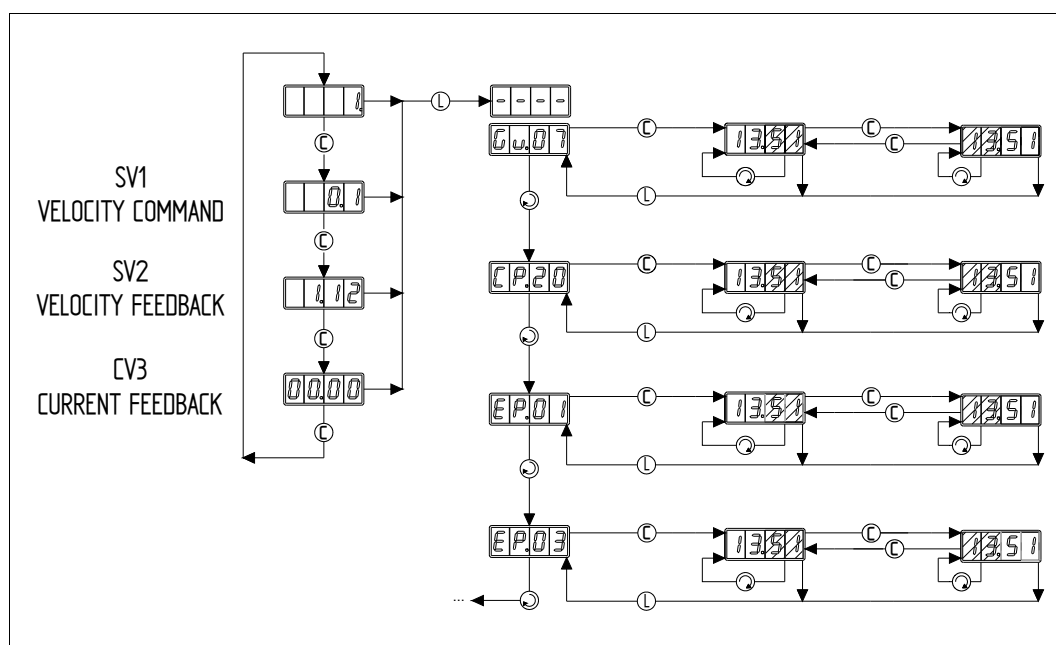 SV1
VELOCITY COMMAND
SV2
VELOCITY FEEDBACK
CV3
CURRENT FEEDBACK
1.
C
0.1
C
1.12
C
00.00
C
L
- - - -
GV.07
C
13.51
C
C
13.51
L
CP.20
C
13.51
C
C
13.51
L
EP.01
C
13.51
C
C
13.51
L
EP.03
C
13.51
C
C
13.51
L
...